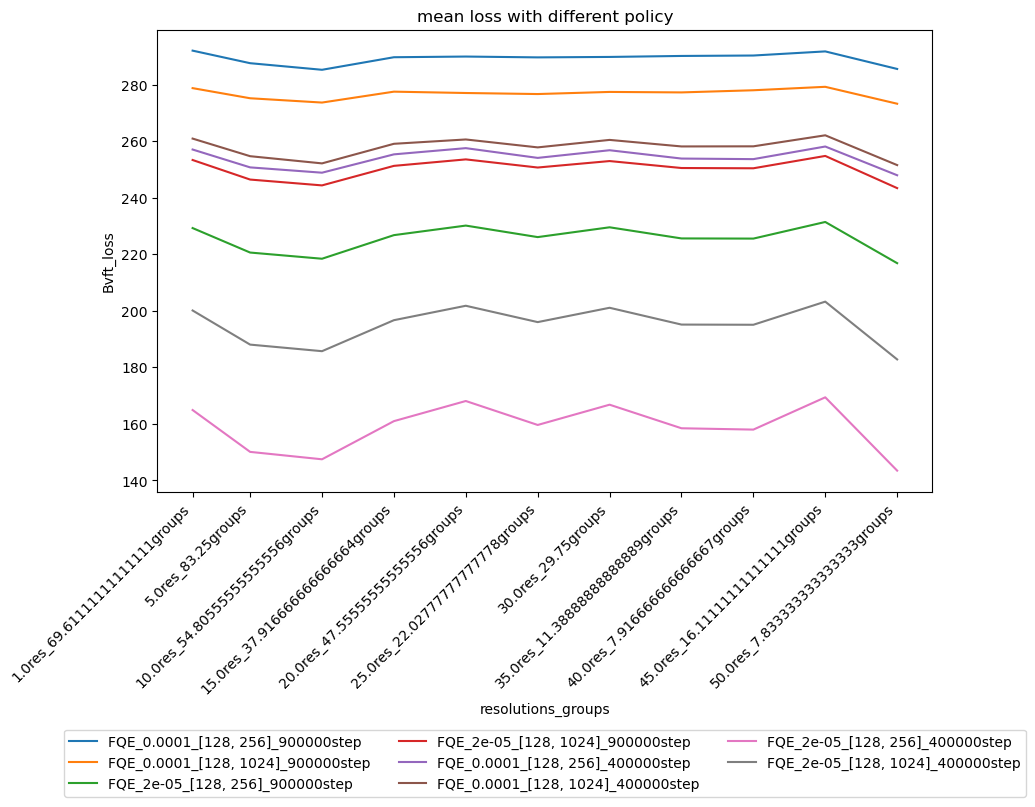 mean loss with different policy
280
260
240
220
200
180
160
140
Bvft_loss
1.0res_69.61111111111111groups
5.0res_83.25groups
10.0res_54.80555555555556groups
15.0res_37.916666666666664groups
20.0res_47.55555555555556groups
25.0res_22.02777777777778groups
30.0res_29.75groups
35.0res_11.38888888888889groups
40.0res_7.916666666666667groups
45.0res_16.11111111111111groups
50.0res_7.833333333333333groups
resolutions_groups
FQE_0.0001_[128, 256]_900000step
FQE_0.0001_[128, 1024]_900000step
FQE_2e-05_[128, 256]_900000step
FQE_2e-05_[128, 1024]_900000step
FQE_0.0001_[128, 256]_400000step
FQE_0.0001_[128, 1024]_400000step
FQE_2e-05_[128, 256]_400000step
FQE_2e-05_[128, 1024]_400000step